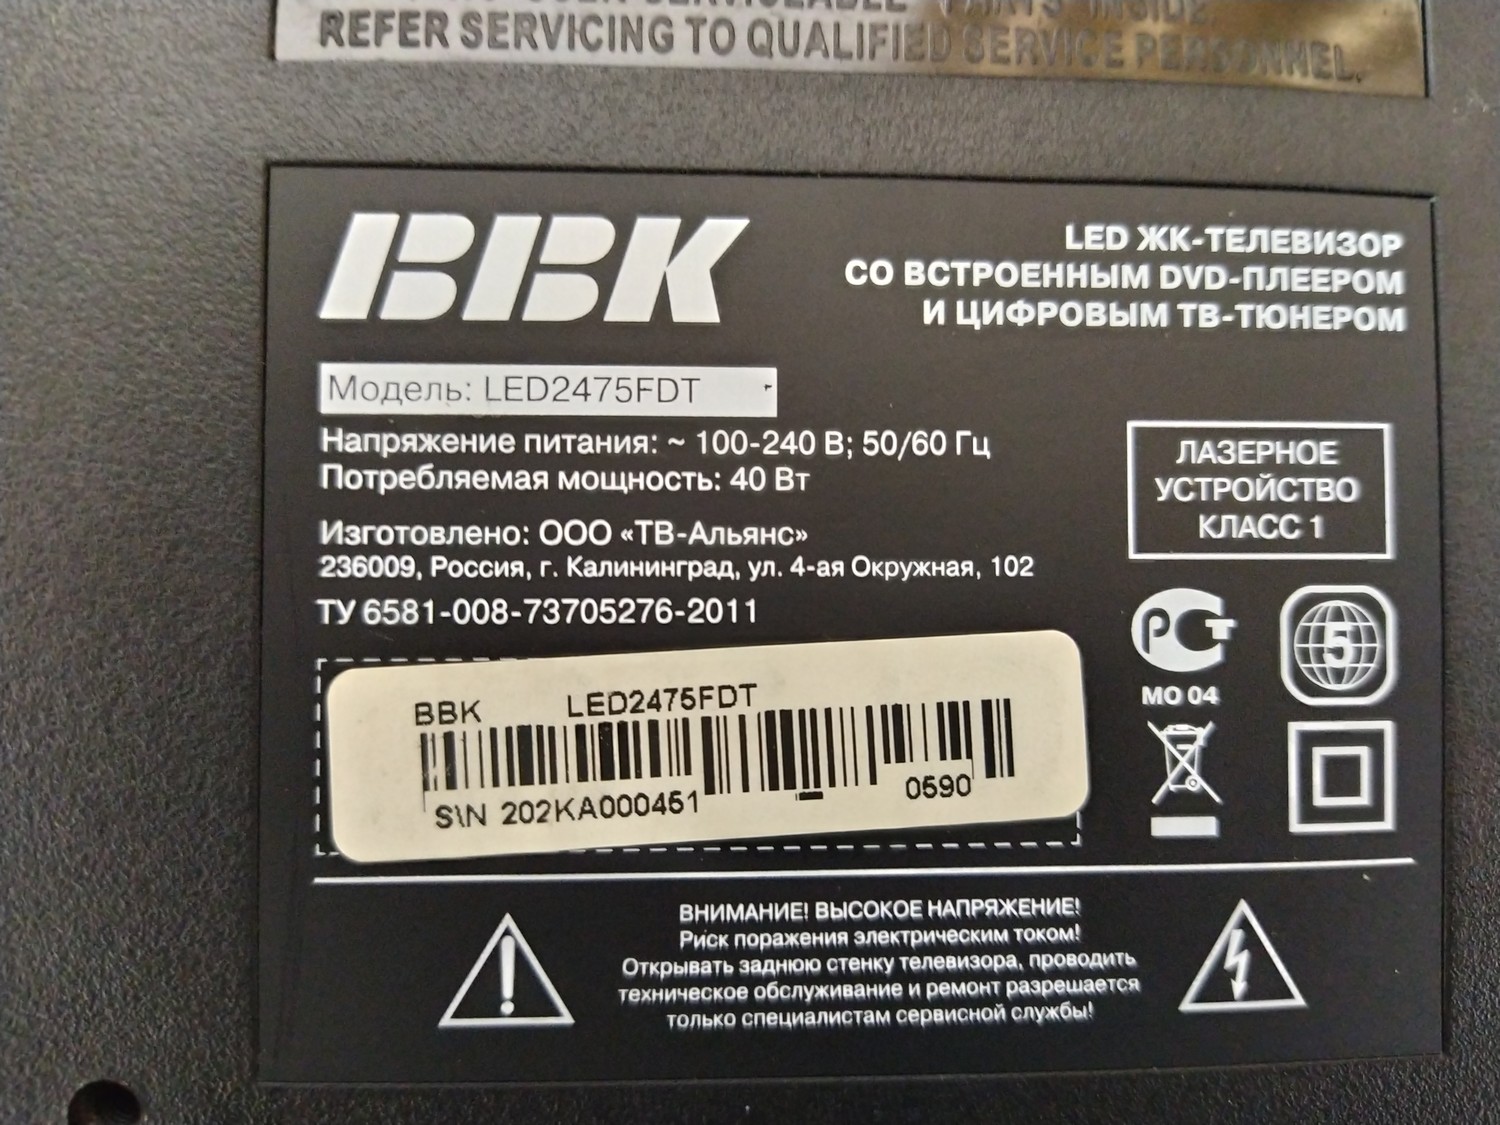 REFER SERVICING TO QUALIFIED SERVICE PERSONNEL.
BBK
LED ЖК-ТЕЛЕВИЗОР
СО ВСТРОЕННЫМ DVD-ПЛЕЕРОМ
И ЦИФРОВЫМ ТВ-ТЮНЕРОМ
Модель: LED2475FDT
Напряжение питания: ~ 100-240 В; 50/60 Гц
Потребляемая мощность: 40 Вт
Изготовлено: ООО «ТВ-Альянс»
236009, Россия, г. Калининград, ул. 4-ая Окружная, 102
ТУ 6581-008-73705276-2011
ЛАЗЕРНОЕ
УСТРОЙСТВО
КЛАСС 1
РСТ
МО 04
5
BBK LED2475FDT
S\N 202KA000451
0590
ВНИМАНИЕ! ВЫСОКОЕ НАПРЯЖЕНИЕ!
Риск поражения электрическим током!
Открывать заднюю стенку телевизора, проводить
техническое обслуживание и ремонт разрешается
только специалистам сервисной службы!